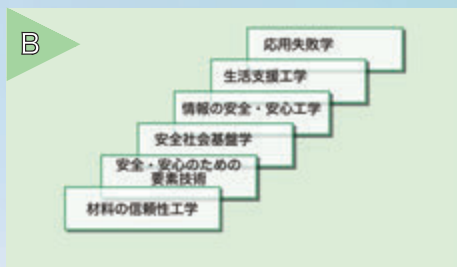 B
応用失敗学
生活支援工学
情報の安全・安心工学
安全社会基盤学
安全・安心のための
要素技術
材料の信頼性工学